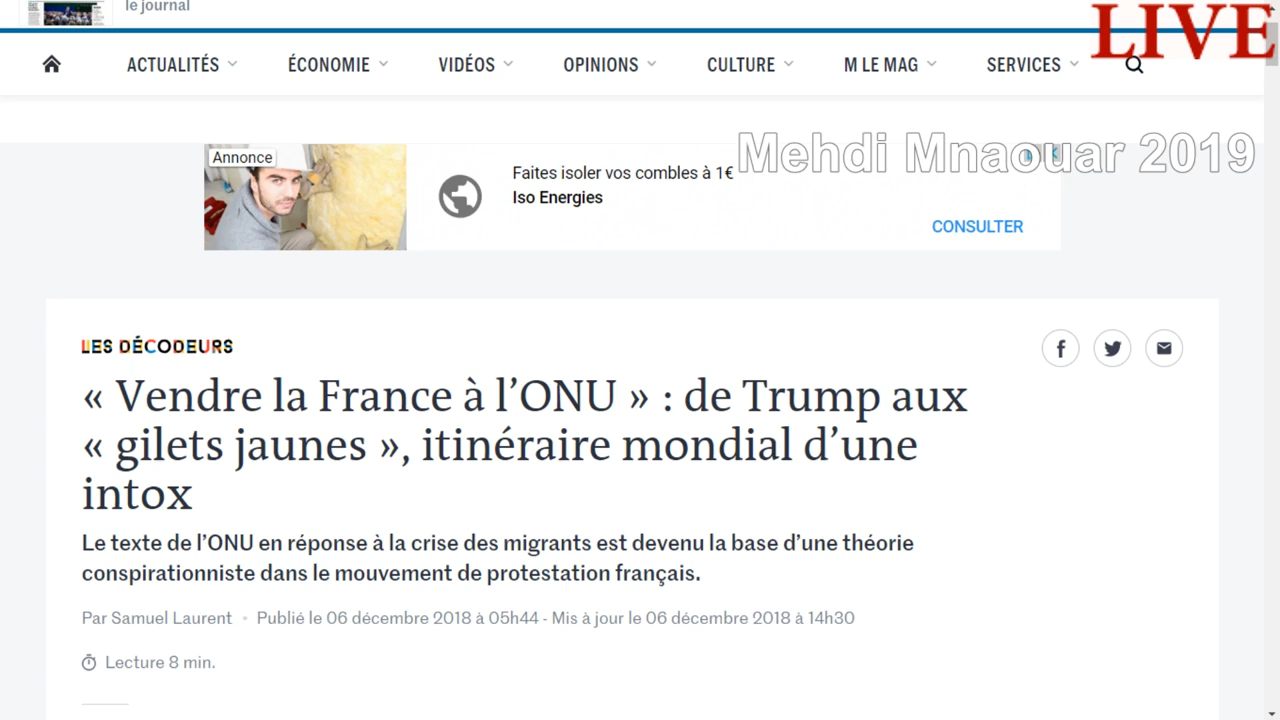 le journal
LIVE
ACTUALITÉS ÉCONOMIE VIDÉOS OPINIONS CULTURE M LE MAG SERVICES
Mehdi Mnaouar 2019
Annonce
Faites isoler vos combles à 1€
Iso Energies
CONSULTER
LES DÉCODEURS
« Vendre la France à l’ONU » : de Trump aux
« gilets jaunes », itinéraire mondial d’une
intox
Le texte de l’ONU en réponse à la crise des migrants est devenu la base d’une théorie
conspirationniste dans le mouvement de protestation français.
Par Samuel Laurent • Publié le 06 décembre 2018 à 05h44 - Mis à jour le 06 décembre 2018 à 14h30
Lecture 8 min.